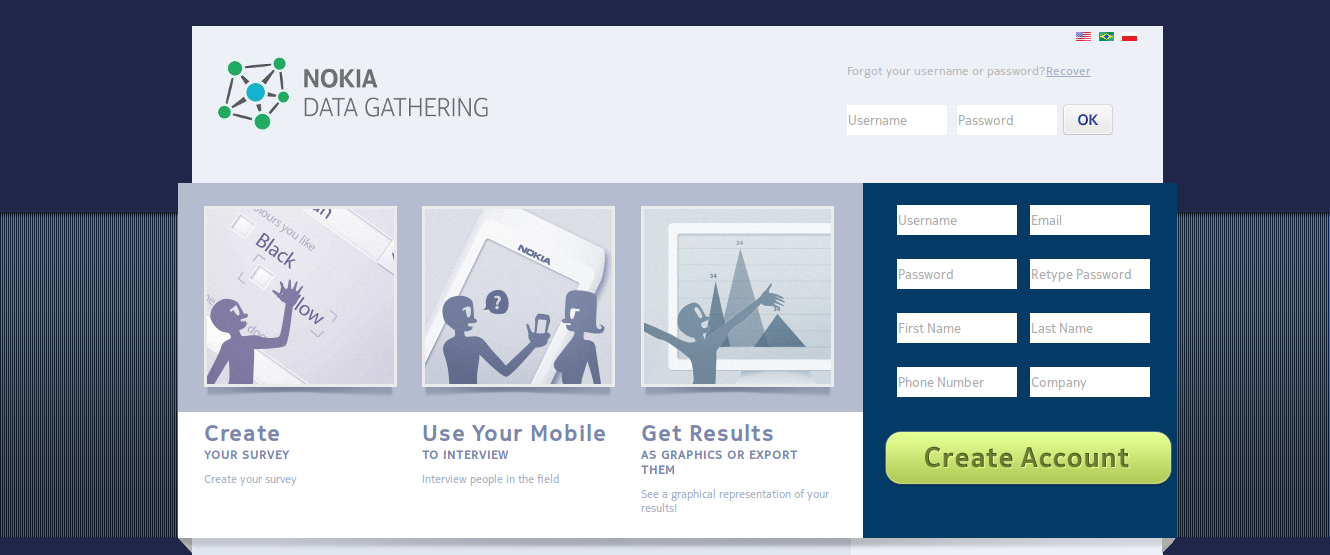 Forgot your username or password?Recover
NOKIA
DATA GATHERING
Username
Password
OK
colours you like
Black
NOKIA
?
34
34
34
Create
YOUR SURVEY
Create your survey
Use Your Mobile
TO INTERVIEW
Interview people in the field
Get Results
AS GRAPHICS OR EXPORT
THEM
See a graphical representation of your
results!
Username
Email
Password
Retype Password
First Name
Last Name
Phone Number
Company
Create Account